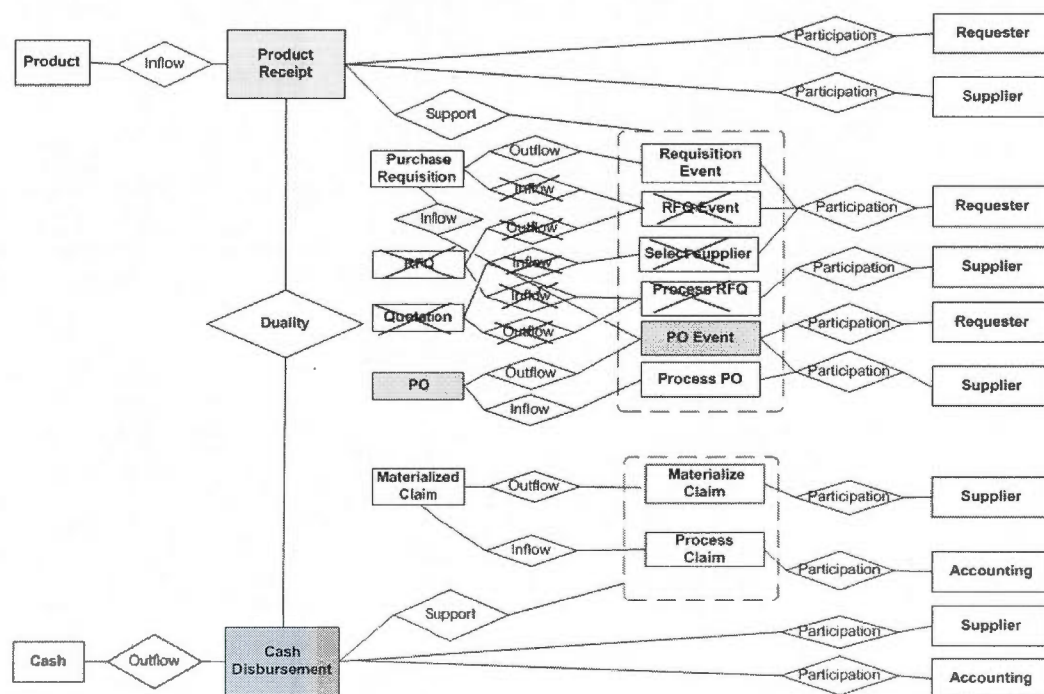 Participation
Requester
Product
Inflow
Product
Receipt
Participation
Supplier
Support
Purchase
Requisition
Outflow
Requisition
Event
Inflow
RFQ Event
Participation
Requester
Inflow
Outflow
RFQ
Inflow
Select Supplier
Participation
Supplier
Inflow
Process RFQ
Duality
Quotation
Outflow
PO Event
Participation
Requester
PO
Outflow
Process PO
Participation
Supplier
Inflow
Materialized
Claim
Outflow
Materialize
Claim
Participation
Supplier
Inflow
Process
Claim
Participation
Accounting
Support
Participation
Supplier
Cash
Outflow
Cash
Disbursement
Participation
Accounting